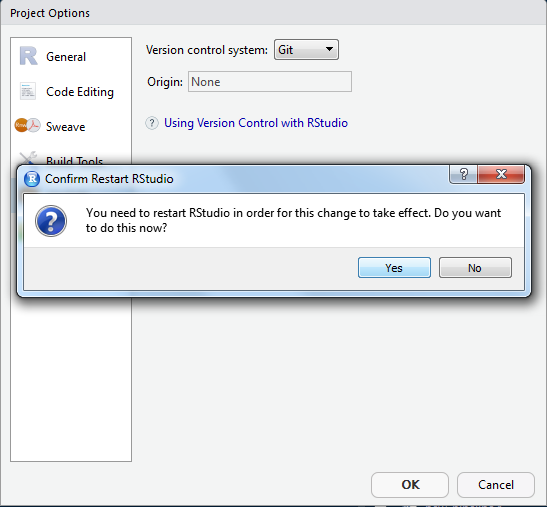 Project Options
General
Code Editing
Sweave
Build Tools
Version control system: Git
Origin: None
? Using Version Control with RStudio
Confirm Restart RStudio
You need to restart RStudio in order for this change to take effect. Do you want
to do this now?
Yes No
OK Cancel